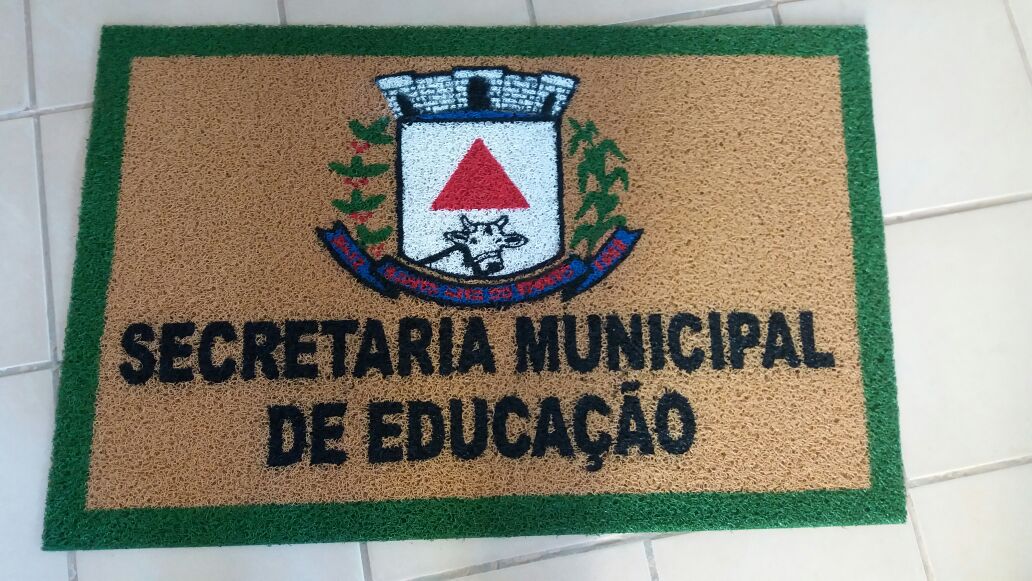 SECRETARIA MUNICIPAL
DE EDUCAÇÃO